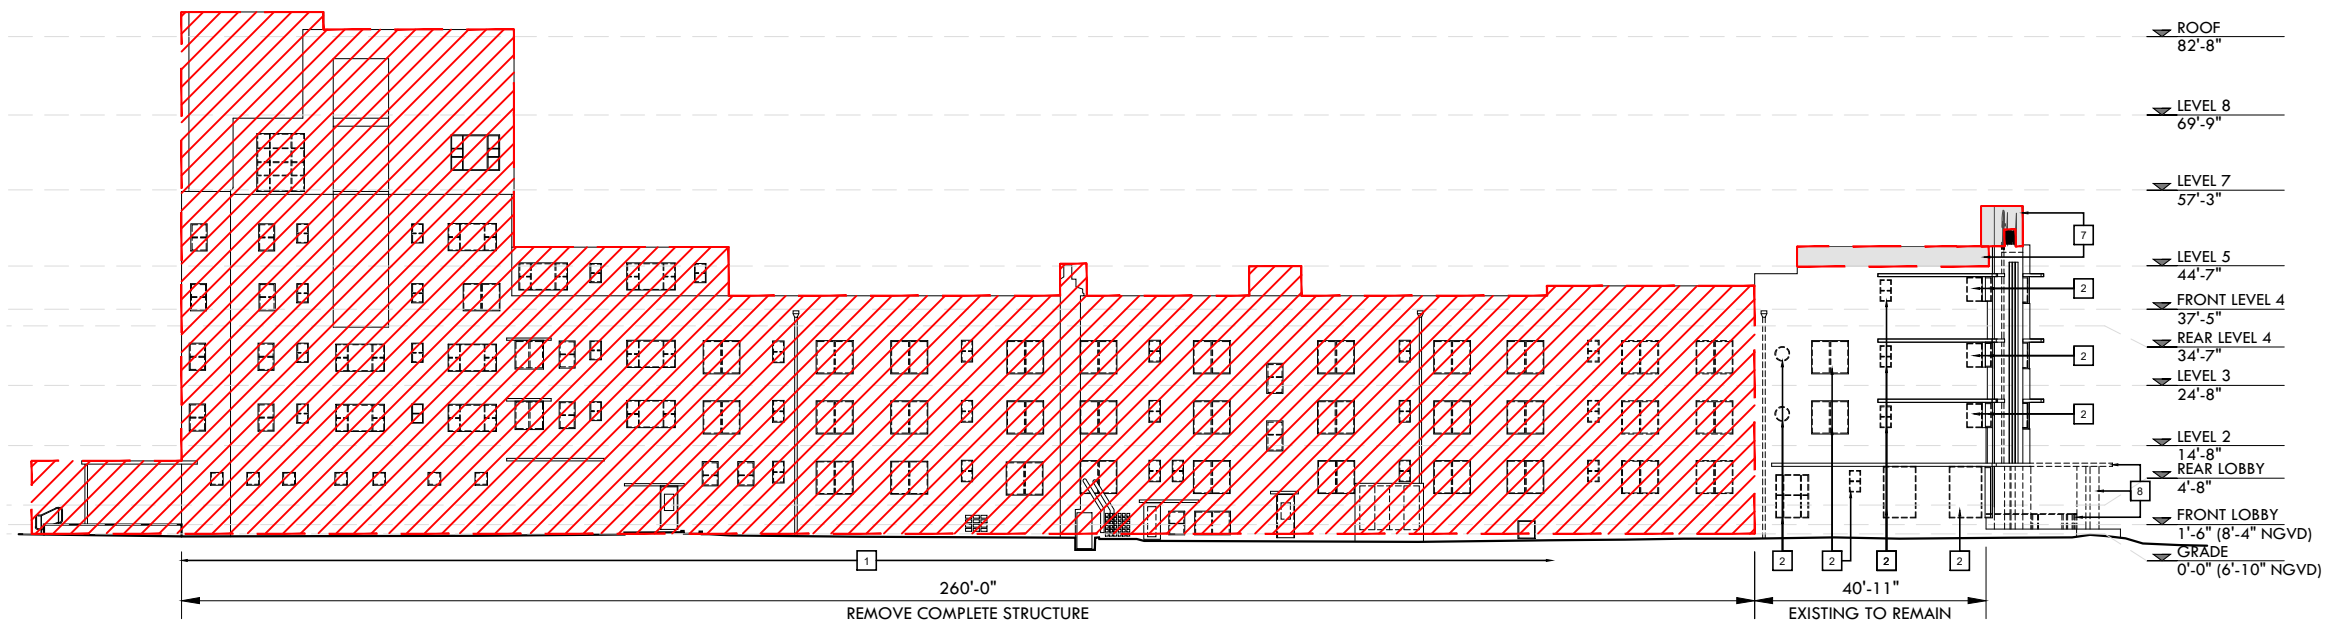 ROOF
82'-8"
LEVEL 8
69'-9"
LEVEL 7
57'-3"
7
LEVEL 5
44'-7"
2
FRONT LEVEL 4
37'-5"
REAR LEVEL 4
34'-7"
2
LEVEL 3
24'-8"
2
LEVEL 2
14'-8"
REAR LOBBY
4'-8"
8
FRONT LOBBY
1'-6" (8'-4" NGVD)
GRADE
0'-0" (6'-10" NGVD)
1
2
2
2
2
260'-0"
REMOVE COMPLETE STRUCTURE
40'-11"
EXISTING TO REMAIN